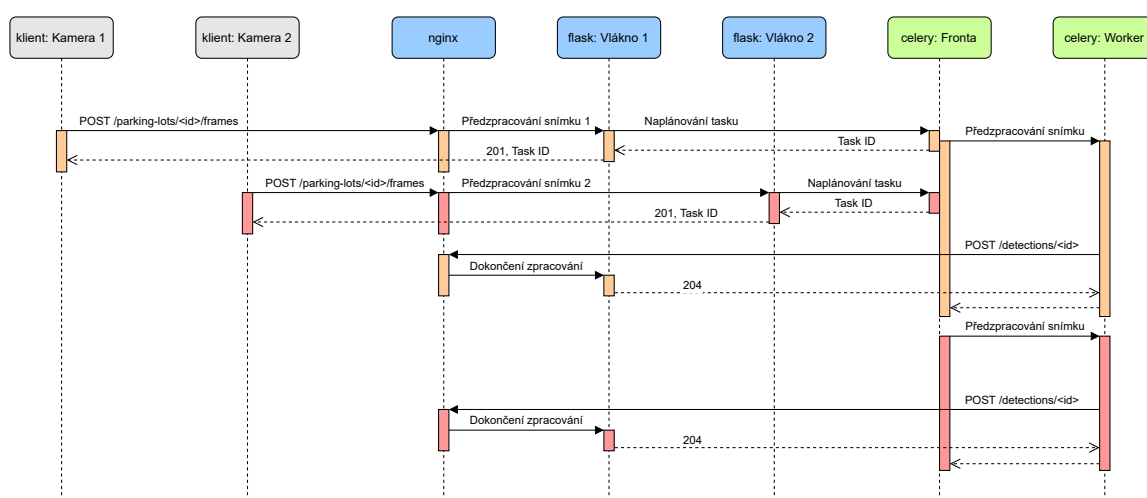 klient: Kamera 1
klient: Kamera 2
nginx
flask: Vlákno 1
flask: Vlákno 2
celery: Fronta
celery: Worker
POST /parking-lots/<id>/frames
Předzpracování snímku 1
Naplánování tasku
Předzpracování snímku
Task ID
201, Task ID
POST /parking-lots/<id>/frames
Předzpracování snímku 2
Naplánování tasku
Task ID
201, Task ID
POST /detections/<id>
Dokončení zpracování
204
Předzpracování snímku
POST /detections/<id>
Dokončení zpracování
204